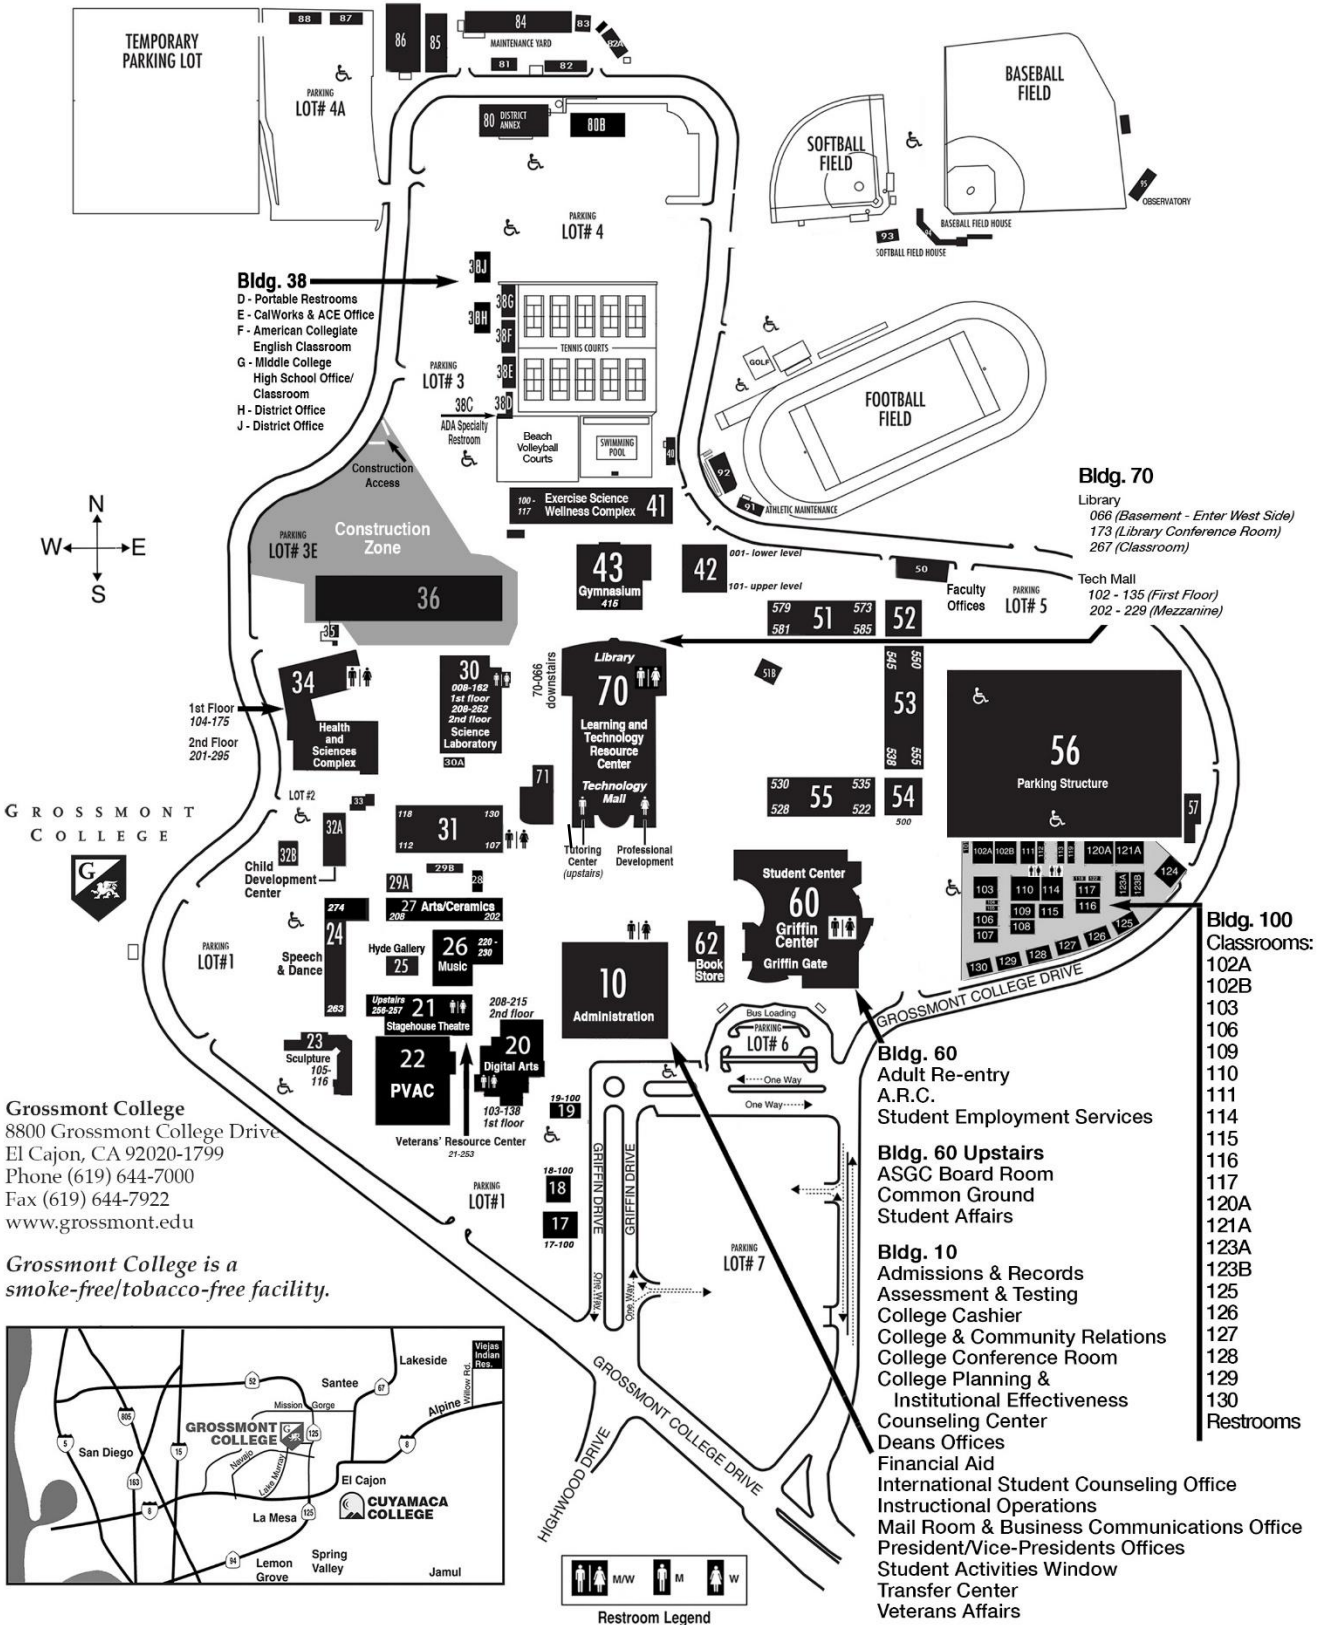 TEMPORARY
PARKING LOT
88
87
PARKING
LOT# 4A
86
85
84
83
MAINTENANCE YARD
82A
81
82
80 DISTRICT
ANNEX
80B
PARKING
LOT# 4
BASEBALL
FIELD
SOFTBALL
FIELD
95
OBSERVATORY
BASEBALL FIELD HOUSE
94
93
SOFTBALL FIELD HOUSE
Bldg. 38
D - Portable Restrooms
E - CalWorks & ACE Office
F - American Collegiate
English Classroom
G - Middle College
High School Office/
Classroom
H - District Office
J - District Office
38J
38H
38G
38F
38E
38D
TENNIS COURTS
PARKING
LOT# 3
38C
ADA Specialty
Restroom
Beach
Volleyball
Courts
SWIMMING
POOL
40
GOLF
FOOTBALL
FIELD
92
91
ATHLETIC MAINTENANCE
Construction
Access
Construction
Zone
PARKING
LOT# 3E
36
35
N
W
E
S
100 -
117
Exercise Science
Wellness Complex
41
43
Gymnasium
415
42
001- lower level
101- upper level
50
Faculty
Offices
PARKING
LOT# 5
Bldg. 70
Library
066 (Basement - Enter West Side)
173 (Library Conference Room)
267 (Classroom)
Tech Mall
102 - 135 (First Floor)
202 - 229 (Mezzanine)
579
573
51
581
585
52
51B
545
550
53
538
555
530
535
55
528
522
54
500
56
Parking Structure
57
34
Health
and
Sciences
Complex
1st Floor
104-175
2nd Floor
201-295
30
008-162
1st floor
208-252
2nd floor
Science
Laboratory
30A
70-066
downstairs
Library
70
Learning and
Technology
Resource
Center
Technology
Mall
71
Tutoring
Center
(upstairs)
Professional
Development
GROSSMONT
COLLEGE
G
LOT #2
33
32A
32B
Child
Development
Center
118
130
31
112
107
29B
29A
28
27 Arts/Ceramics
208
202
274
24
263
Speech
& Dance
Hyde Gallery
25
26
Music
220 -
230
PARKING
LOT#1
Upstairs
256-257
21
Stagehouse Theatre
208-215
2nd floor
20
Digital Arts
103-138
1st floor
22
PVAC
23
Sculpture
105-
116
Veterans' Resource Center
21-253
10
Administration
62
Book
Store
Student Center
60
Griffin
Center
Griffin Gate
102A
102B
111
112
113
119
120A
121A
103
110
114
117
123A
123B
124
106
107
109
108
115
116
130
129
128
127
126
125
GROSSMONT COLLEGE DRIVE
Bus Loading
PARKING
LOT# 6
One Way
One Way
19-100
19
18-100
18
17
17-100
PARKING
LOT#1
GRIFFIN DRIVE
GRIFFIN DRIVE
One Way
One Way
PARKING
LOT# 7
GROSSMONT COLLEGE DRIVE
HIGHWOOD DRIVE
Grossmont College
8800 Grossmont College Drive
El Cajon, CA 92020-1799
Phone (619) 644-7000
Fax (619) 644-7922
www.grossmont.edu
Grossmont College is a
smoke-free/tobacco-free facility.
Bldg. 60
Adult Re-entry
A.R.C.
Student Employment Services
Bldg. 60 Upstairs
ASGC Board Room
Common Ground
Student Affairs
Bldg. 10
Admissions & Records
Assessment & Testing
College Cashier
College & Community Relations
College Conference Room
College Planning &
Institutional Effectiveness
Counseling Center
Deans Offices
Financial Aid
International Student Counseling Office
Instructional Operations
Mail Room & Business Communications Office
President/Vice-Presidents Offices
Student Activities Window
Transfer Center
Veterans Affairs
Bldg. 100
Classrooms:
102A
102B
103
106
109
110
111
114
115
116
117
120A
121A
123A
123B
125
126
127
128
129
130
Restrooms
Viejas
Indian
Res.
Lakeside
Willow Rd.
52
Santee
67
Alpine
805
Mission Gorge
GROSSMONT
COLLEGE
G
125
5
San Diego
15
Navajo
Lake Murray
8
163
El Cajon
CUYAMACA
COLLEGE
8
La Mesa
125
94
Lemon
Grove
Spring
Valley
Jamul
M/W
M
W
Restroom Legend